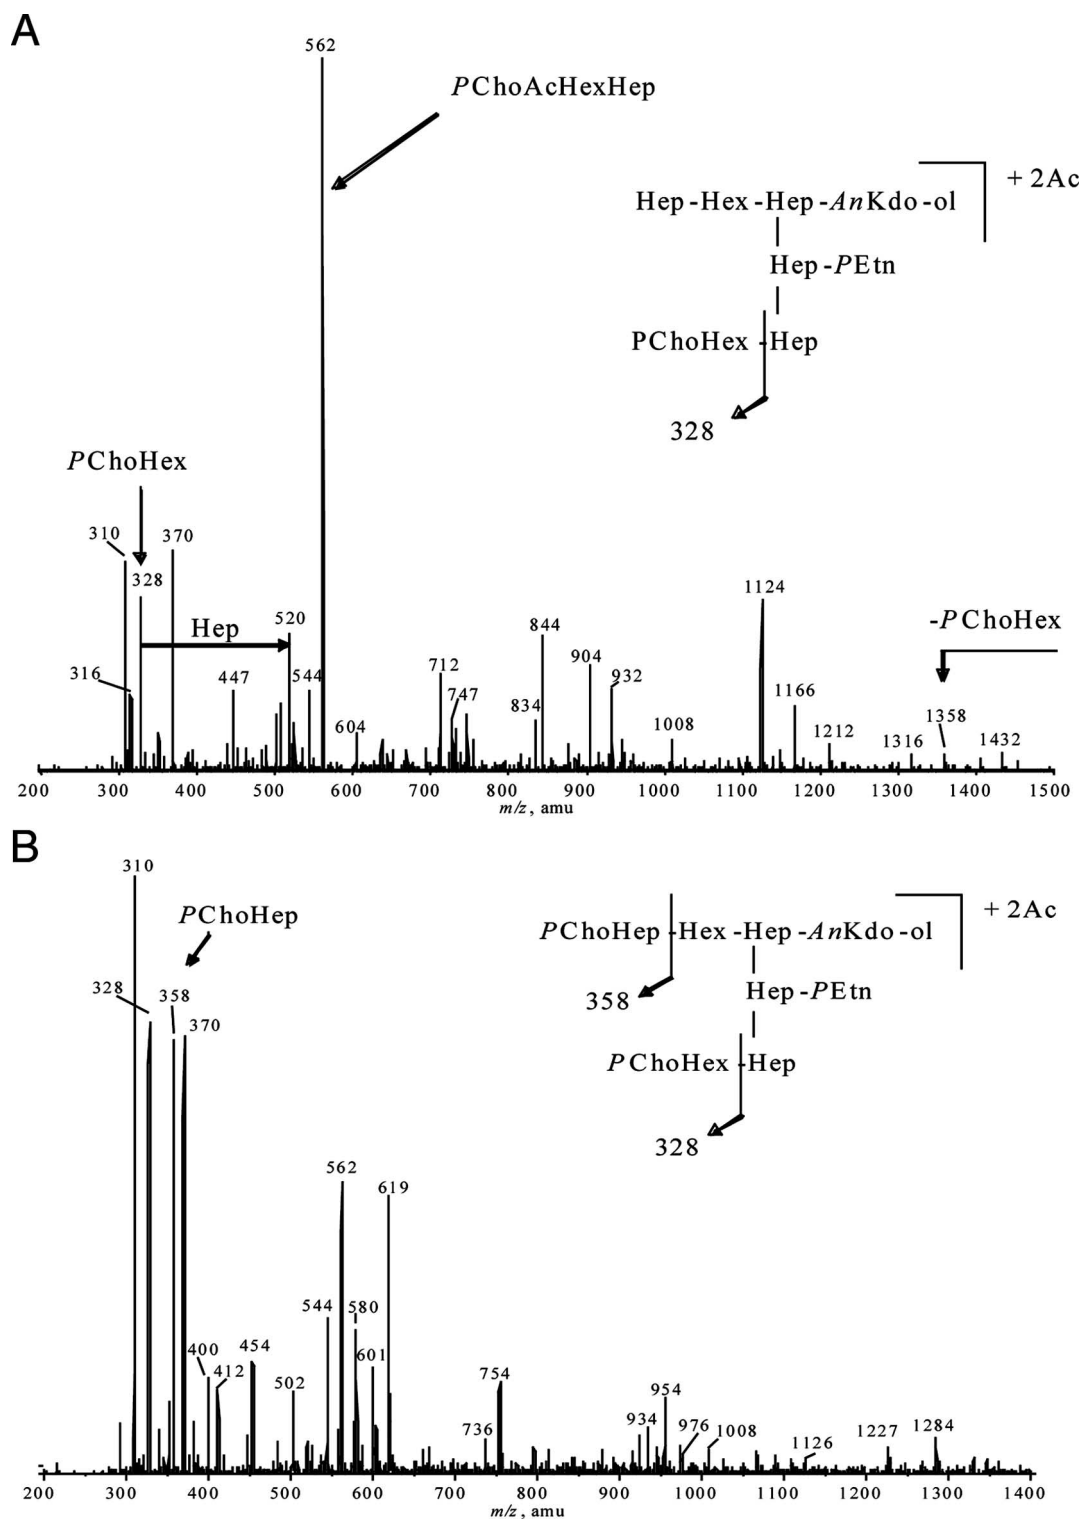 A
562
PChoAcHexHep
+ 2Ac
Hep -Hex -Hep -AnKdo -ol
Hep -PEtn
PChoHex -Hep
328
PChoHex
310
370
328
Hep
520
316
447
544
604
712
747
834
844
904
932
1008
1124
1166
1212
1316
-PChoHex
1358
1432
200 300 400 500 600 700 800 900 1000 1100 1200 1300 1400 1500
m/z, amu
B
310
PChoHep
328
358
370
+ 2Ac
PChoHep -Hex -Hep -AnKdo -ol
358
Hep -PEtn
PChoHex -Hep
328
562
619
544
580
400
412
454
502
601
736
754
934
954
976
1008
1126
1227
1284
200 300 400 500 600 700 800 900 1000 1100 1200 1300 1400
m/z, amu